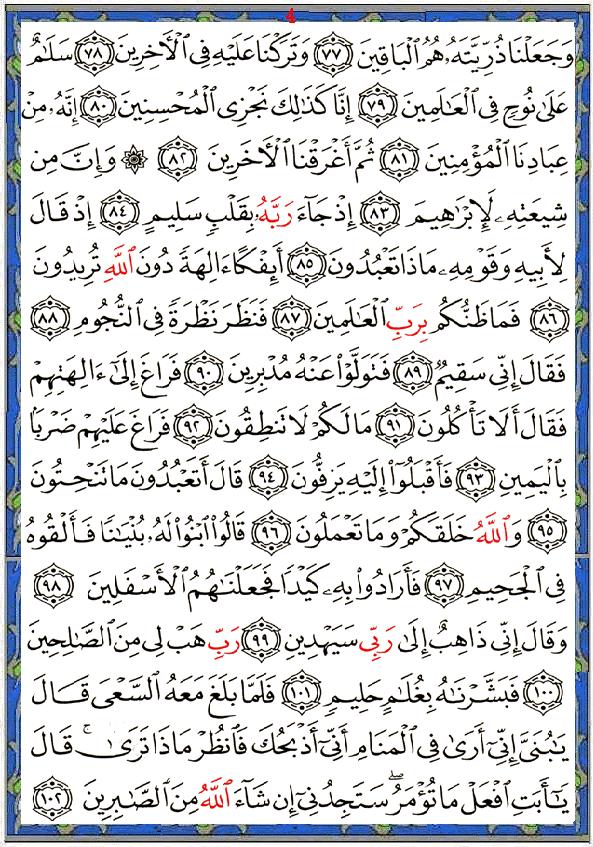 4
وَجَعَلْنَا ذُرِّيَّتَهُۥ هُمُ ٱلْبَاقِينَ ٧٧ وَتَرَكْنَا عَلَيْهِ فِى ٱلْأَخِرِينَ ٧٨ سَلَٰمٌ
عَلَىٰ نُوحٍ فِى ٱلْعَٰلَمِينَ ٧٩ إِنَّا كَذَٰلِكَ نَجْزِى ٱلْمُحْسِنِينَ ٨٠ إِنَّهُۥ مِنْ
عِبَادِنَا ٱلْمُؤْمِنِينَ ٨١ ثُمَّ أَغْرَقْنَا ٱلْأَخَرِينَ ٨٢ ۞ وَإِنَّ مِن
شِيعَتِهِۦ لَإِبْرَٰهِيمَ ٨٣ إِذْ جَآءَ رَبَّهُۥ بِقَلْبٍ سَلِيمٍ ٨٤ إِذْ قَالَ
لِأَبِيهِ وَقَوْمِهِۦ مَاذَا تَعْبُدُونَ ٨٥ أَئِفْكًا ءَالِهَةً دُونَ ٱللَّهِ تُرِيدُونَ
٨٦ فَمَا ظَنُّكُم بِرَبِّ ٱلْعَٰلَمِينَ ٨٧ فَنَظَرَ نَظْرَةً فِى ٱلنُّجُومِ ٨٨
فَقَالَ إِنِّى سَقِيمٌ ٨٩ فَتَوَلَّوْا۟ عَنْهُ مُدْبِرِينَ ٩٠ فَرَاغَ إِلَىٰٓ ءَالِهَتِهِمْ
فَقَالَ أَلَا تَأْكُلُونَ ٩١ مَا لَكُمْ لَا تَنطِقُونَ ٩٢ فَرَاغَ عَلَيْهِمْ ضَرْبًۢا
بِٱلْيَمِينِ ٩٣ فَأَقْبَلُوٓا۟ إِلَيْهِ يَزِفُّونَ ٩٤ قَالَ أَتَعْبُدُونَ مَا تَنْحِتُونَ
٩٥ وَٱللَّهُ خَلَقَكُمْ وَمَا تَعْمَلُونَ ٩٦ قَالُوا۟ ٱبْنُوا۟ لَهُۥ بُنْيَٰنًا فَأَلْقُوهُ
فِى ٱلْجَحِيمِ ٩٧ فَأَرَادُوا۟ بِهِۦ كَيْدًا فَجَعَلْنَٰهُمُ ٱلْأَسْفَلِينَ ٩٨
وَقَالَ إِنِّى ذَاهِبٌ إِلَىٰ رَبِّى سَيَهْدِينِ ٩٩ رَبِّ هَبْ لِى مِنَ ٱلصَّٰلِحِينَ
١٠٠ فَبَشَّرْنَٰهُ بِغُلَٰمٍ حَلِيمٍ ١٠١ فَلَمَّا بَلَغَ مَعَهُ ٱلسَّعْىَ قَالَ
يَٰبُنَىَّ إِنِّىٓ أَرَىٰ فِى ٱلْمَنَامِ أَنِّىٓ أَذْبَحُكَ فَٱنظُرْ مَاذَا تَرَىٰ ۚ قَالَ
يَٰٓأَبَتِ ٱفْعَلْ مَا تُؤْمَرُ ۖ سَتَجِدُنِىٓ إِن شَآءَ ٱللَّهُ مِنَ ٱلصَّٰبِرِينَ ١٠٢